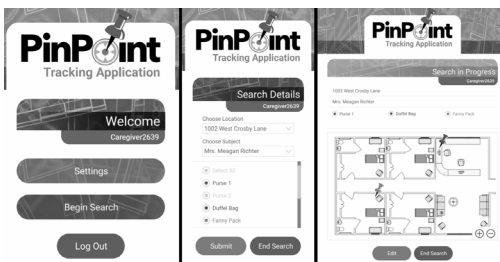 PinPoint
Tracking Application
Welcome
Caregiver2639
Settings
Begin Search
Log Out
PinPoint
Tracking Application
Search Details
Caregiver2639
Choose Location
1002 West Crosby Lane
Choose Subject
Mrs. Meagan Richter
Select All
Purse 1
Purse 2
Duffel Bag
Fanny Pack
Submit End Search
PinPoint
Tracking Application
Search in Progress
Caregiver2639
1002 West Crosby Lane
Mrs. Meagan Richter
Purse 1 Duffel Bag Fanny Pack
Edit End Search